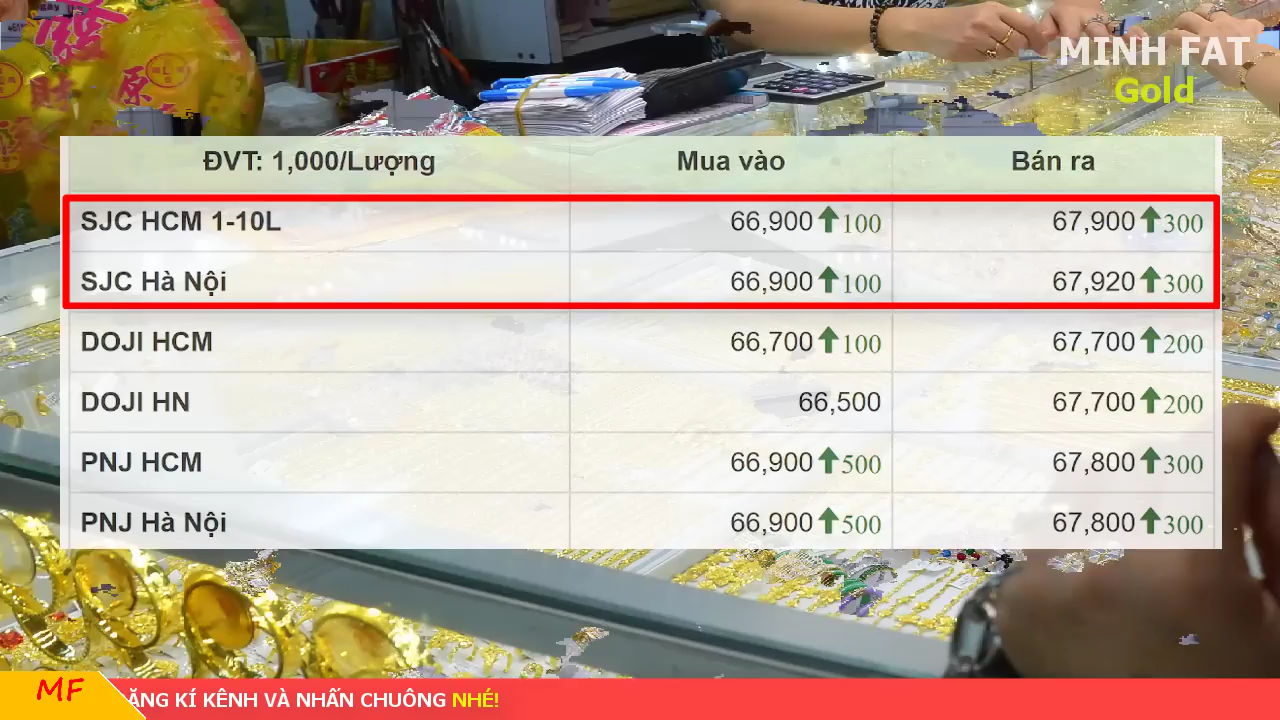 發
財
原
MINH FAT
Gold
ĐVT: 1,000/Lượng Mua vào Bán ra
SJC HCM 1-10L 66,900 ↑100 67,900 ↑300
SJC Hà Nội 66,900 ↑100 67,920 ↑300
DOJI HCM 66,700 ↑100 67,700 ↑200
DOJI HN 66,500 67,700 ↑200
PNJ HCM 66,900 ↑500 67,800 ↑300
PNJ Hà Nội 66,900 ↑500 67,800 ↑300
MF ĂNG KÍ KÊNH VÀ NHẤN CHUÔNG NHÉ!